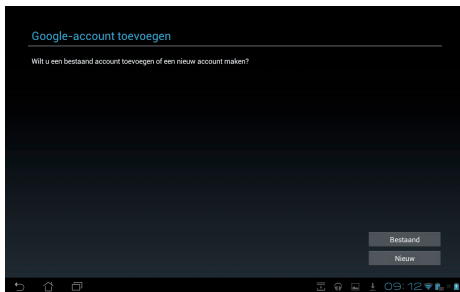 Google-account toevoegen
Wilt u een bestaand account toevoegen of een nieuw account maken?
Bestaand
Nieuw
09:12